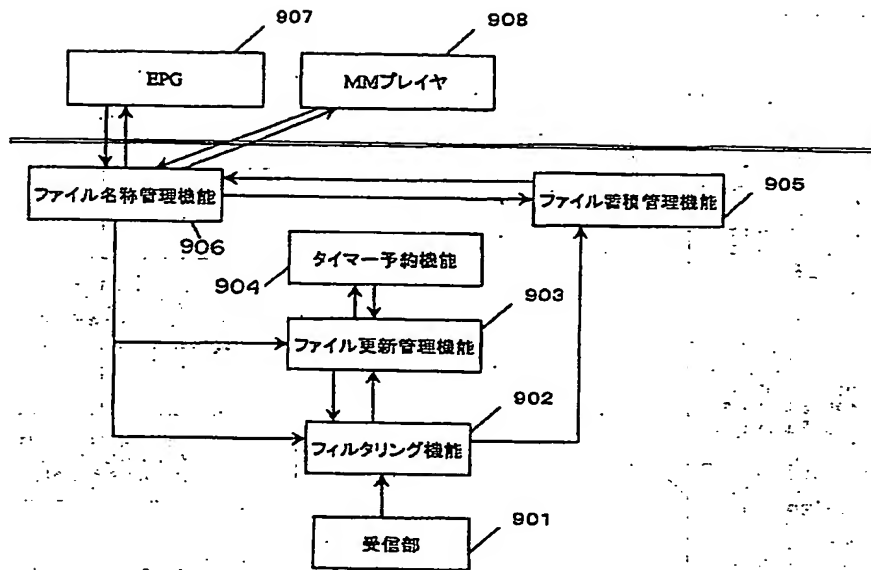 907
908
EPG
MMプレイヤ
ファイル名称管理機能
906
ファイル蓄積管理機能
905
タイマー予約機能
904
903
ファイル更新管理機能
902
フィルタリング機能
901
受信部